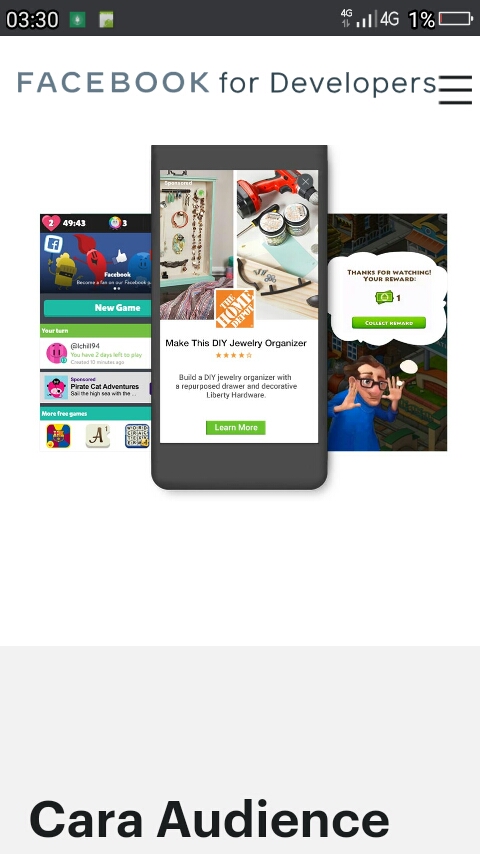 03:30
4G
4G
1%
FACEBOOK for Developers
2
49:43
3
Facebook
Become a fan on our Facebook
New Game
Your turn
@lchill94
You have 2 days left to play
Created 10 minutes ago
Sponsored
Pirate Cat Adventures
Sail the high sea with the ...
More free games
A
WORD
Sponsored
THE
HOME
DEPOT
Make This DIY Jewelry Organizer
Build a DIY jewelry organizer with
a repurposed drawer and decorative
Liberty Hardware.
Learn More
THANKS FOR WATCHING!
YOUR REWARD:
1
COLLECT REWARD
Cara Audience